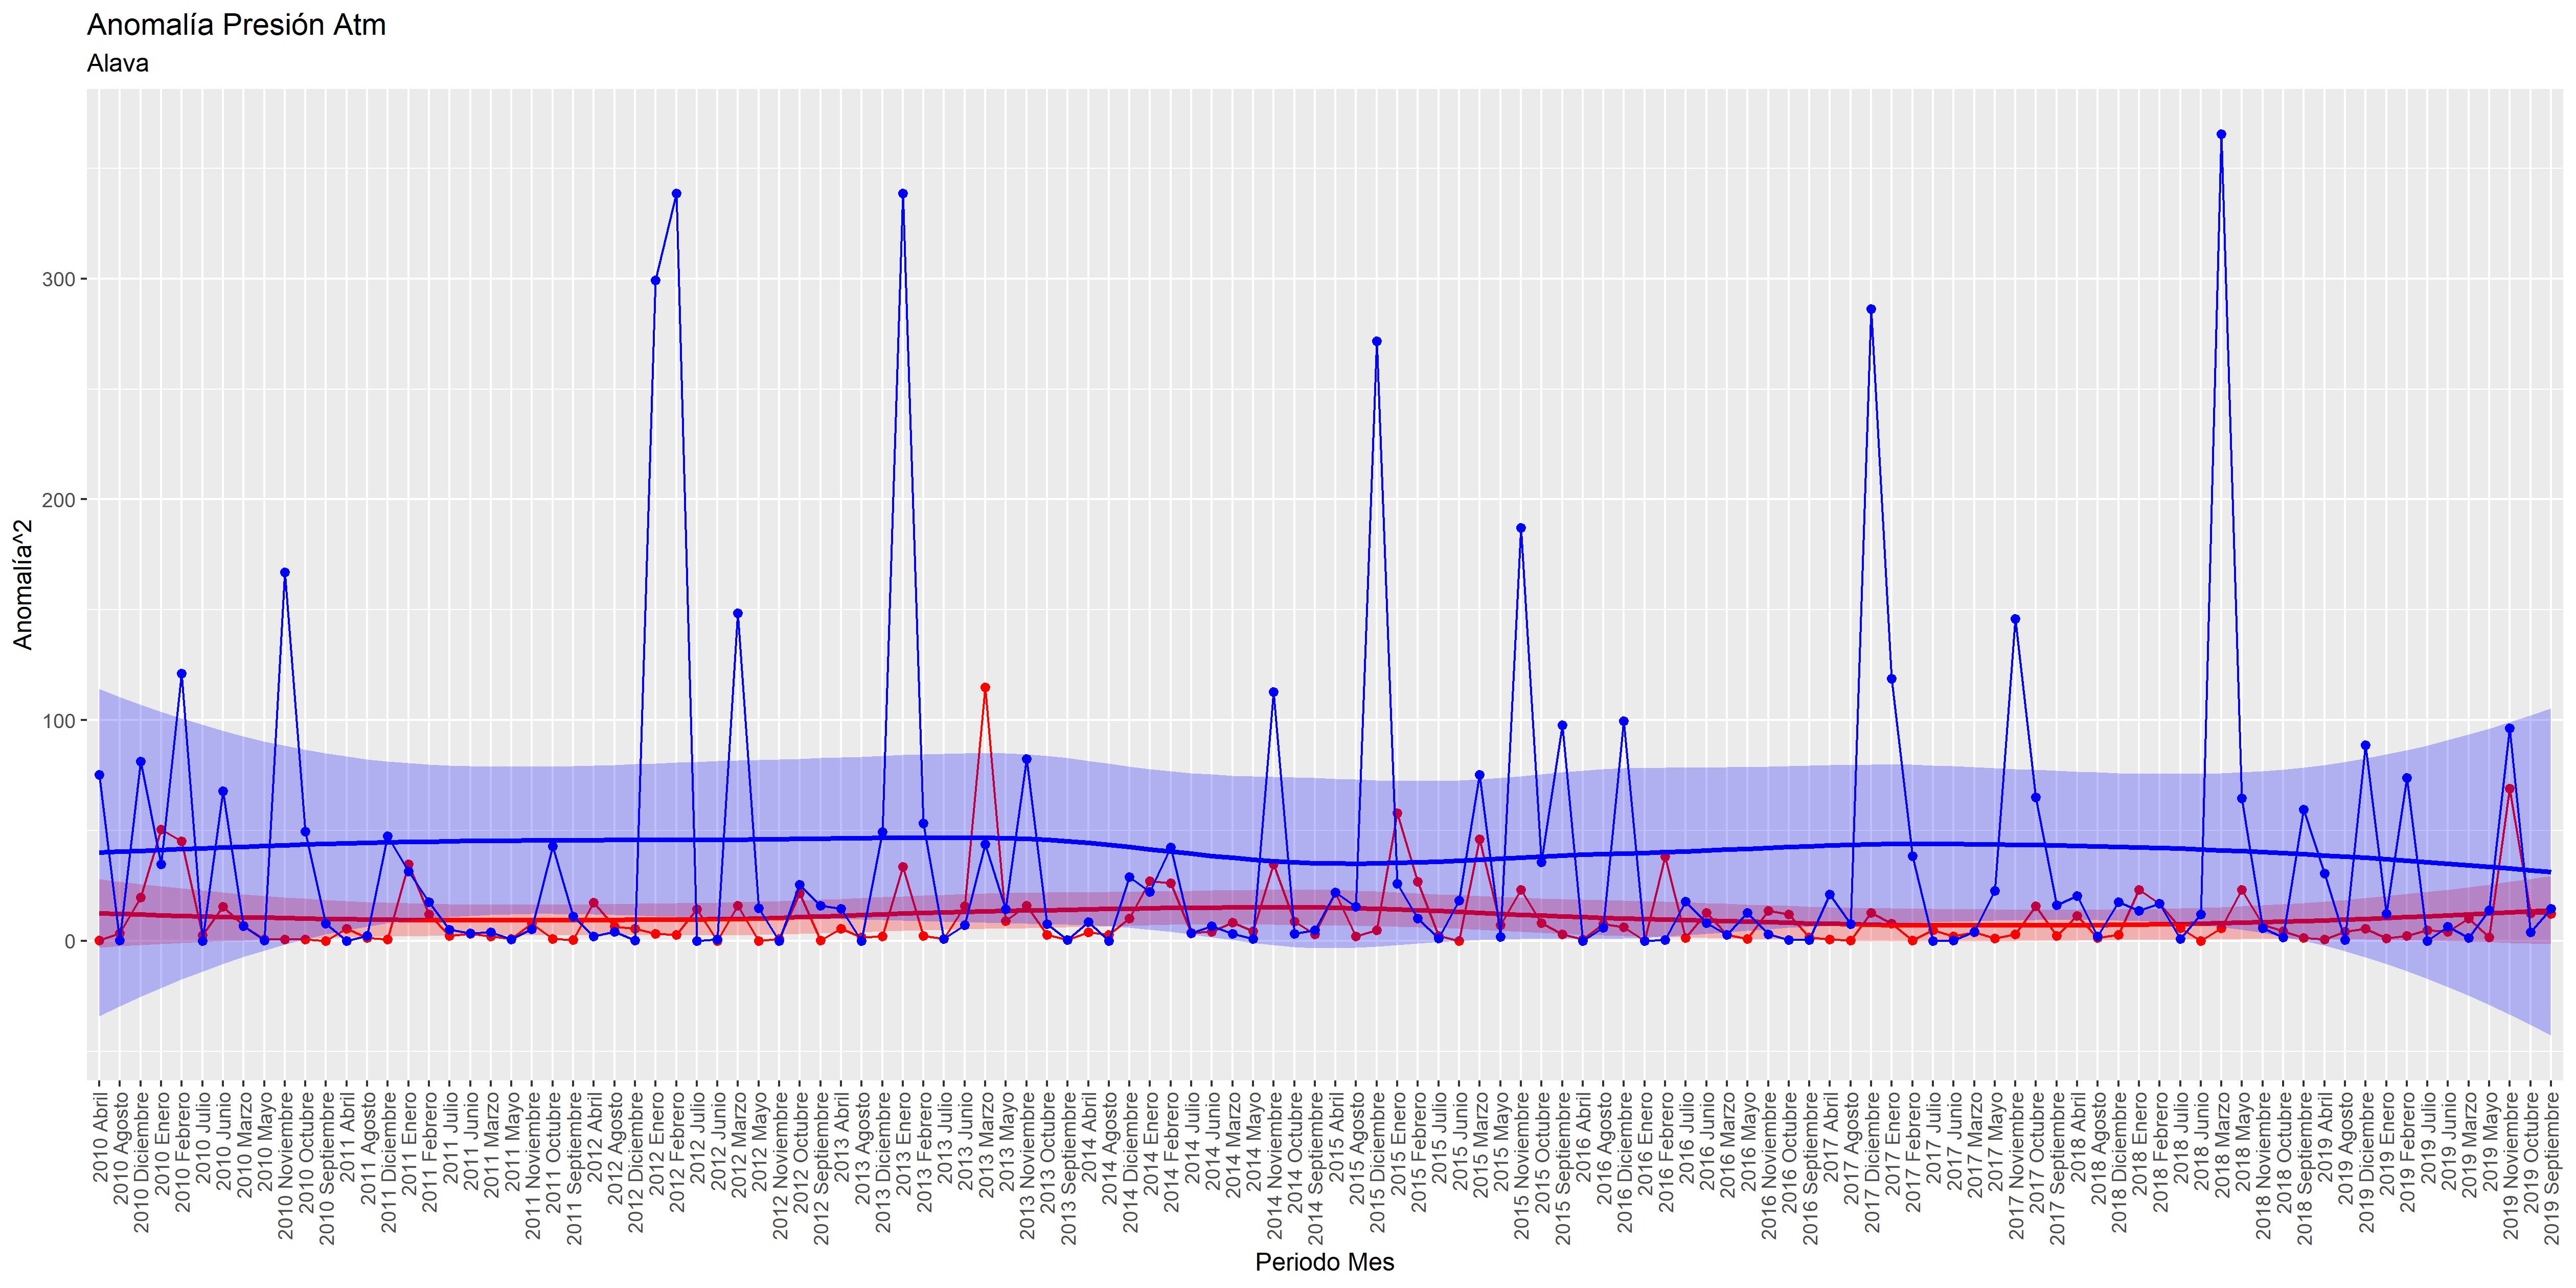 Anomalía Presión Atm
Alava
Anomalía^2
300
200
100
0
2010 Abril
2010 Agosto
2010 Diciembre
2010 Enero
2010 Febrero
2010 Julio
2010 Junio
2010 Marzo
2010 Mayo
2010 Noviembre
2010 Octubre
2010 Septiembre
2011 Abril
2011 Agosto
2011 Diciembre
2011 Enero
2011 Febrero
2011 Julio
2011 Junio
2011 Marzo
2011 Mayo
2011 Noviembre
2011 Octubre
2011 Septiembre
2012 Abril
2012 Agosto
2012 Diciembre
2012 Enero
2012 Febrero
2012 Julio
2012 Junio
2012 Marzo
2012 Mayo
2012 Noviembre
2012 Octubre
2012 Septiembre
2013 Abril
2013 Agosto
2013 Diciembre
2013 Enero
2013 Febrero
2013 Julio
2013 Junio
2013 Marzo
2013 Mayo
2013 Noviembre
2013 Octubre
2013 Septiembre
2014 Abril
2014 Agosto
2014 Diciembre
2014 Enero
2014 Febrero
2014 Julio
2014 Junio
2014 Marzo
2014 Mayo
2014 Noviembre
2014 Octubre
2014 Septiembre
2015 Abril
2015 Agosto
2015 Diciembre
2015 Enero
2015 Febrero
2015 Julio
2015 Junio
2015 Marzo
2015 Mayo
2015 Noviembre
2015 Octubre
2015 Septiembre
2016 Abril
2016 Agosto
2016 Diciembre
2016 Enero
2016 Febrero
2016 Julio
2016 Junio
2016 Marzo
2016 Mayo
2016 Noviembre
2016 Octubre
2016 Septiembre
2017 Abril
2017 Agosto
2017 Diciembre
2017 Enero
2017 Febrero
2017 Julio
2017 Junio
2017 Marzo
2017 Mayo
2017 Noviembre
2017 Octubre
2017 Septiembre
2018 Abril
2018 Agosto
2018 Diciembre
2018 Enero
2018 Febrero
2018 Julio
2018 Junio
2018 Marzo
2018 Mayo
2018 Noviembre
2018 Octubre
2018 Septiembre
2019 Abril
2019 Agosto
2019 Diciembre
2019 Enero
2019 Febrero
2019 Julio
2019 Junio
2019 Marzo
2019 Mayo
2019 Noviembre
2019 Octubre
2019 Septiembre
Periodo Mes